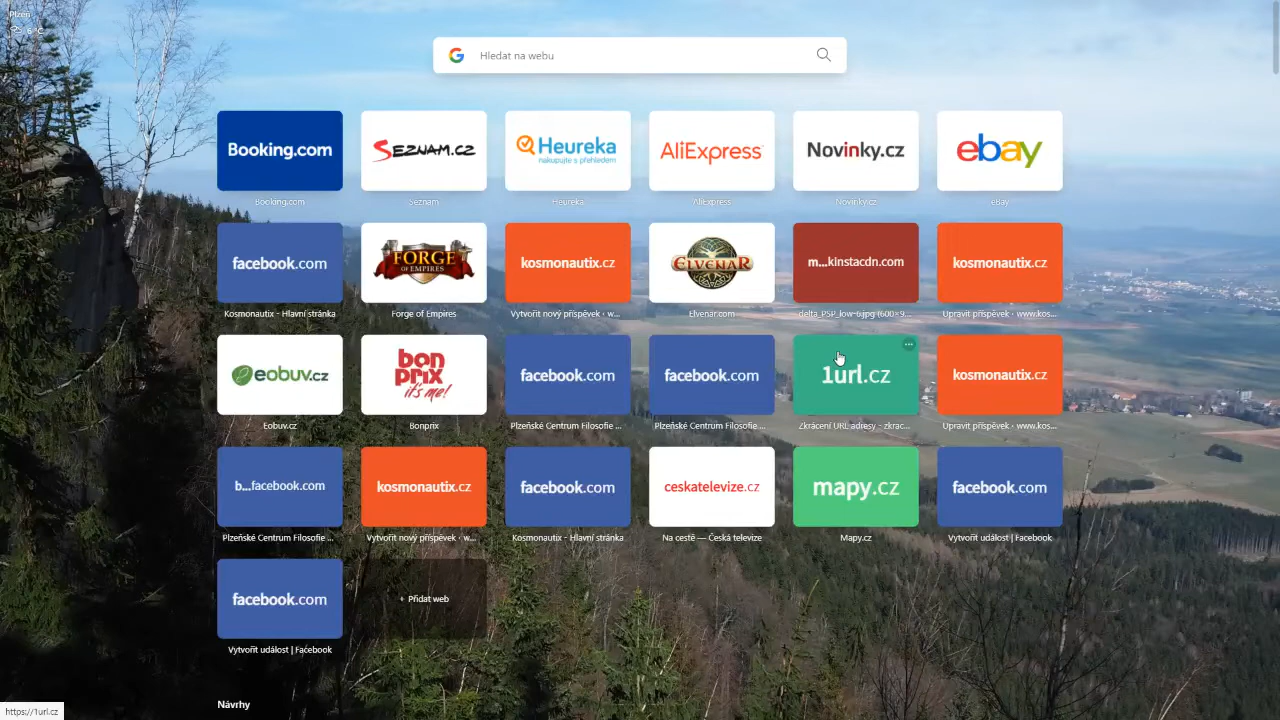 Plzeň
6 °C
Hledat na webu
Booking.com
SEZNAM.CZ
Heureka
nakupujte s přehledem
AliExpress
Novinky.cz
ebay
Booking.com
Seznam
Heureka
AliExpress
Novinky.cz
eBay
facebook.com
FORGE
OF EMPIRES
kosmonautix.cz
ELVENAR
m...kinstacdn.com
kosmonautix.cz
Kosmonautix - Hlavní stránka
Forge of Empires
Vytvořit nový příspěvek ‹ w...
Elvenar.com
delta_PSP_low-6.jpg (600×9...
Upravit příspěvek ‹ www.kos...
eobuv.cz
bon
prix
it's me!
facebook.com
facebook.com
1url.cz
kosmonautix.cz
Eobuv.cz
Bonprix
Plzeňské Centrum Filosofie ...
Plzeňské Centrum Filosofie ...
Zkrácení URL adresy - zkrac...
Upravit příspěvek ‹ www.kos...
b...facebook.com
kosmonautix.cz
facebook.com
ceskatelevize.cz
mapy.cz
facebook.com
Plzeňské Centrum Filosofie ...
Vytvořit nový příspěvek ‹ w...
Kosmonautix - Hlavní stránka
Na cestě — Česká televize
Mapy.cz
Vytvořit událost | Facebook
facebook.com
+ Přidat web
Vytvořit událost | Facebook
Návrhy
https://1url.cz